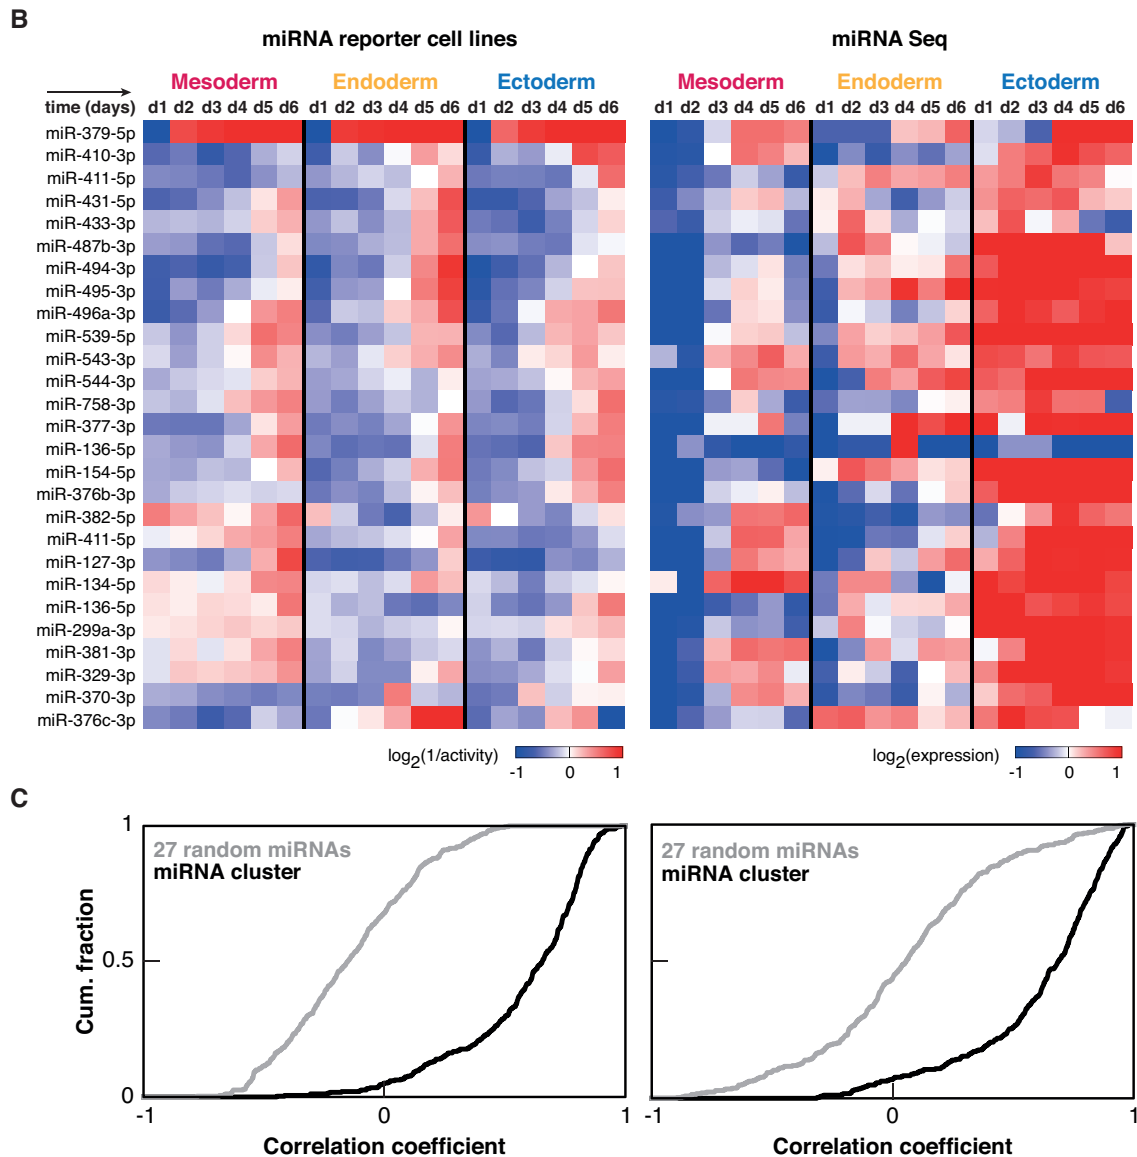 B
miRNA reporter cell lines
miRNA Seq
Mesoderm Endoderm Ectoderm Mesoderm Endoderm Ectoderm
time (days) d1 d2 d3 d4 d5 d6 d1 d2 d3 d4 d5 d6 d1 d2 d3 d4 d5 d6 d1 d2 d3 d4 d5 d6 d1 d2 d3 d4 d5 d6 d1 d2 d3 d4 d5 d6
miR-379-5p
miR-410-3p
miR-411-5p
miR-431-5p
miR-433-3p
miR-487b-3p
miR-494-3p
miR-495-3p
miR-496a-3p
miR-539-5p
miR-543-3p
miR-544-3p
miR-758-3p
miR-377-3p
miR-136-5p
miR-154-5p
miR-376b-3p
miR-382-5p
miR-411-5p
miR-127-3p
miR-134-5p
miR-136-5p
miR-299a-3p
miR-381-3p
miR-329-3p
miR-370-3p
miR-376c-3p
log2(1/activity)
-1 0 1
log2(expression)
-1 0 1
C
1
27 random miRNAs
miRNA cluster
27 random miRNAs
miRNA cluster
Cum. fraction
0.5
0
-1 0 1
-1 0 1
Correlation coefficient
Correlation coefficient